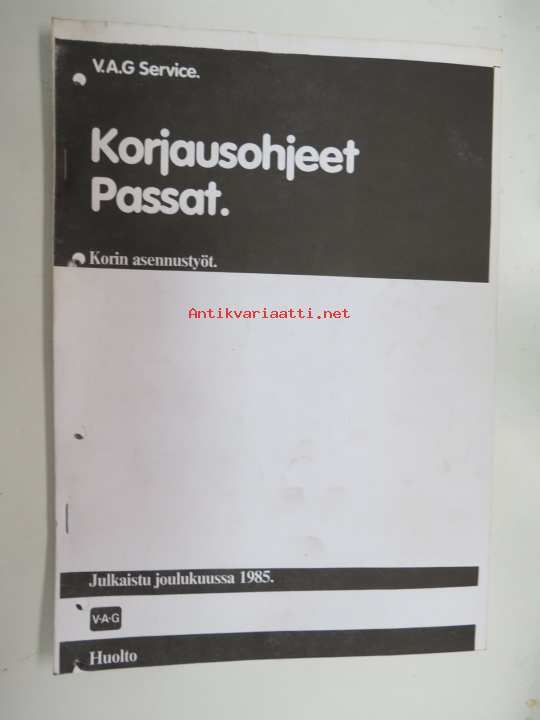 V.A.G Service.
Korjausohjeet
Passat.
Korin asennustyöt.
Antikvariaatti.net
Julkaistu joulukuussa 1985.
V·A·G
Huolto